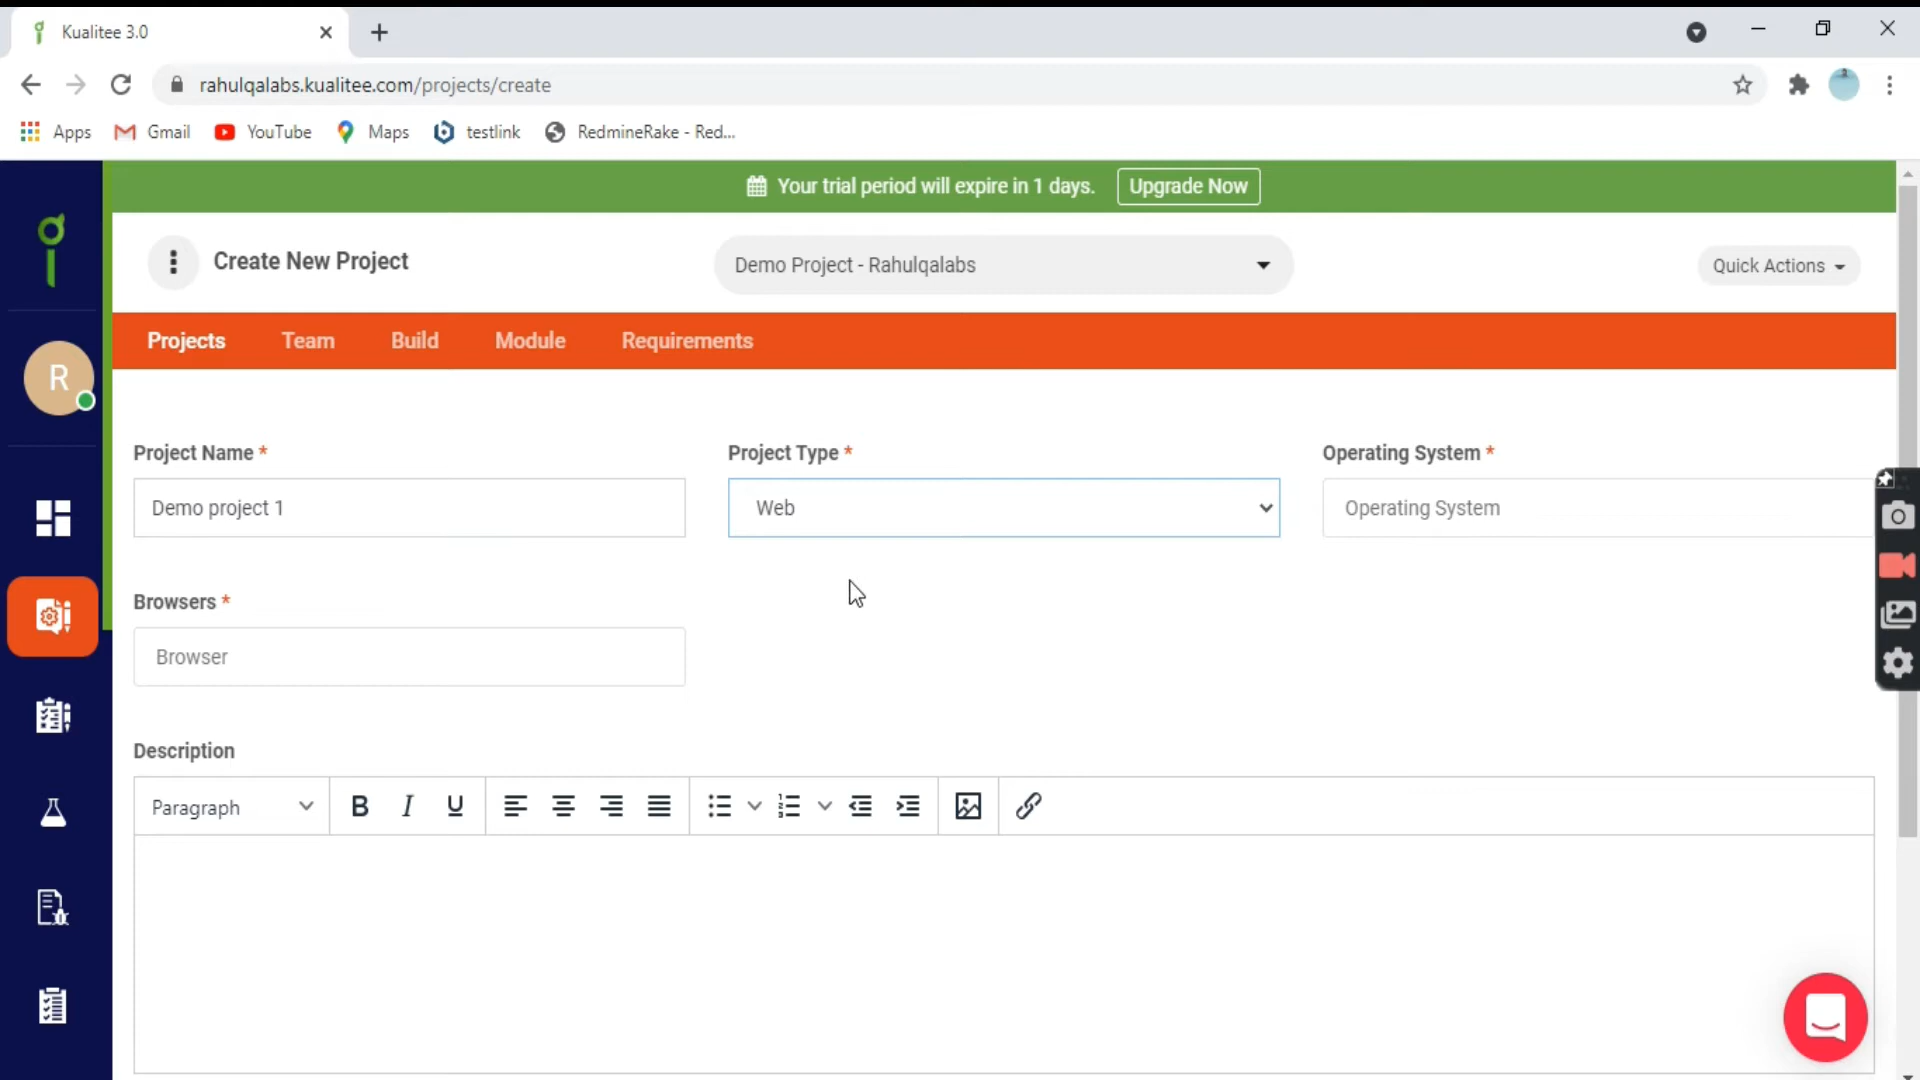 Kualitee 3.0
rahulqalabs.kualitee.com/projects/create
Apps Gmail YouTube Maps testlink RedmineRake - Red...
Your trial period will expire in 1 days. Upgrade Now
Create New Project Demo Project - Rahulqalabs Quick Actions
R
Projects Team Build Module Requirements
Project Name * Project Type * Operating System *
Demo project 1 Web Operating System
Browsers *
Browser
Description
Paragraph B I U